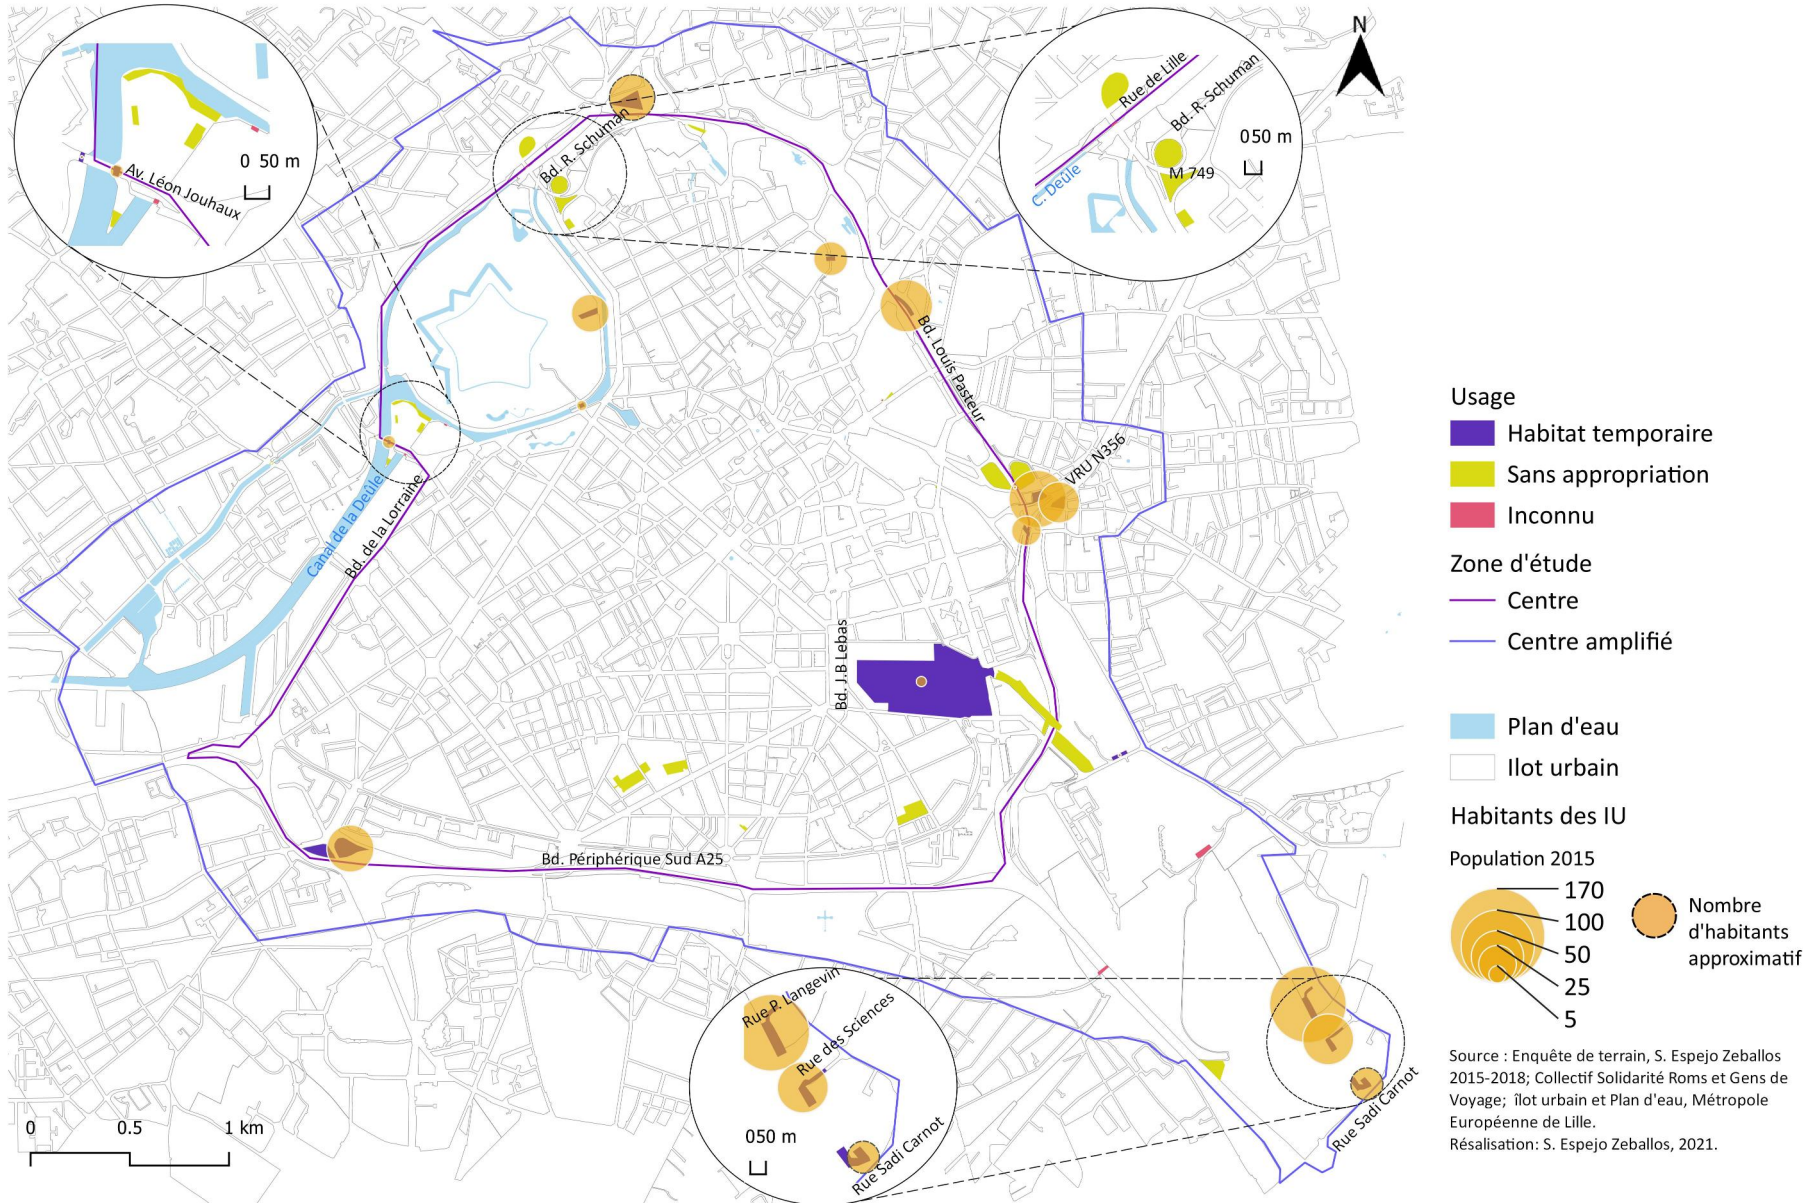 N
Av. Léon Jouhaux
0 50 m
Rue de Lille
Bd. R. Schuman
050 m
M 749
C. Deûle
Bd. R. Schuman
Bd. Louis Pasteur
VRU N356
Canal de la Deûle
Bd. de la Lorraine
Bd. J.B Lebas
Bd. Périphérique Sud A25
Rue P. Langevin
Rue des Sciences
050 m
Rue Sadi Carnot
Rue Sadi Carnot
0 0.5 1 km
Usage
Habitat temporaire
Sans appropriation
Inconnu
Zone d'étude
Centre
Centre amplifié
Plan d'eau
Ilot urbain
Habitants des IU
Population 2015
170
100
50
25
5
Nombre
d'habitants
approximatif
Source : Enquête de terrain, S. Espejo Zeballos
2015-2018; Collectif Solidarité Roms et Gens de
Voyage; îlot urbain et Plan d'eau, Métropole
Européenne de Lille.
Résalisation: S. Espejo Zeballos, 2021.